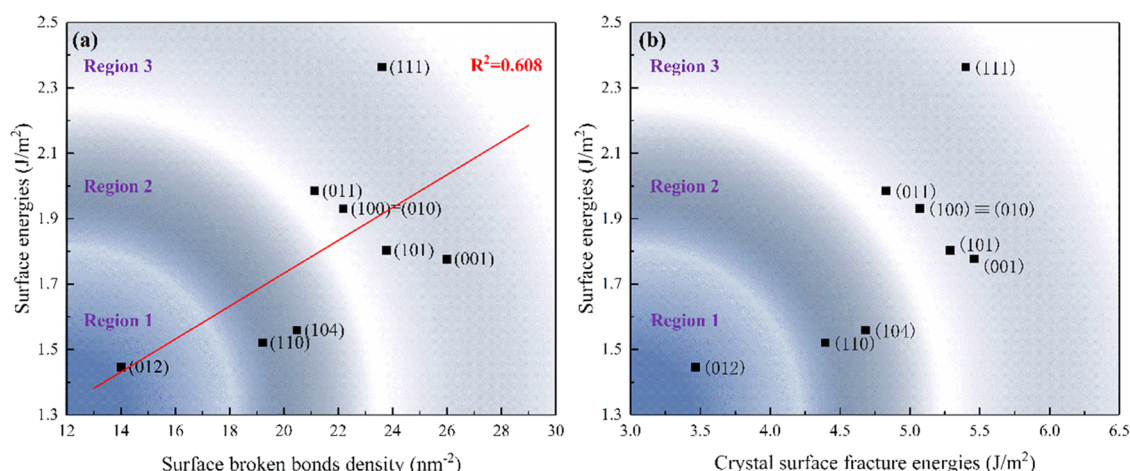 (a)
Region 3
Region 2
Region 1
R²=0.608
(111)
(011)
(100)=(010)
(101)
(001)
(104)
(110)
(012)
2.5
2.3
2.1
1.9
1.7
1.5
1.3
12 14 16 18 20 22 24 26 28 30
Surface energies (J/m²)
Surface broken bonds density (nm⁻²)
(b)
Region 3
Region 2
Region 1
(111)
(011)
(100) ≡ (010)
(101)
(001)
(104)
(110)
(012)
2.5
2.3
2.1
1.9
1.7
1.5
1.3
3.0 3.5 4.0 4.5 5.0 5.5 6.0 6.5
Surface energies (J/m²)
Crystal surface fracture energies (J/m²)